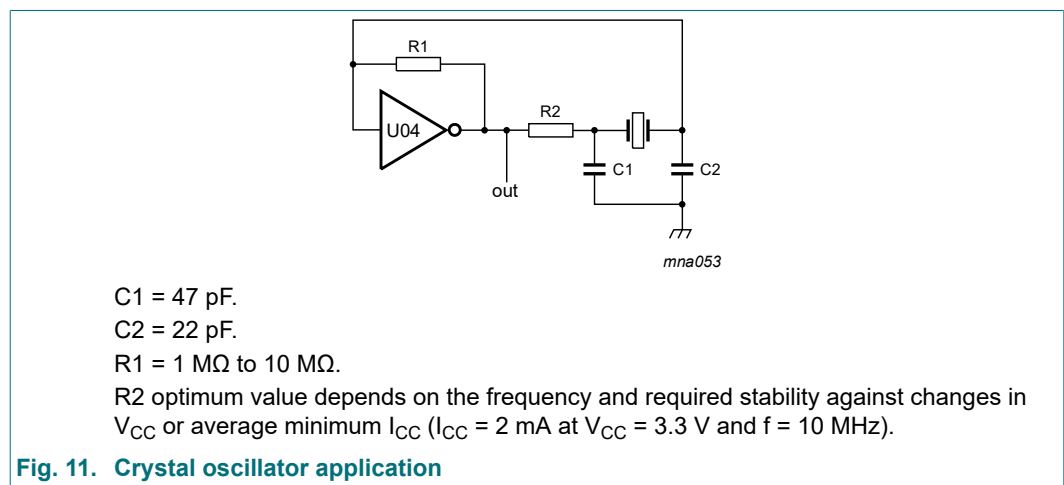 R1
R2
U04
C1
C2
out
mna053
C1 = 47 pF.
C2 = 22 pF.
R1 = 1 MΩ to 10 MΩ.
R2 optimum value depends on the frequency and required stability against changes in
VCC or average minimum ICC (ICC = 2 mA at VCC = 3.3 V and f = 10 MHz).
Fig. 11. Crystal oscillator application